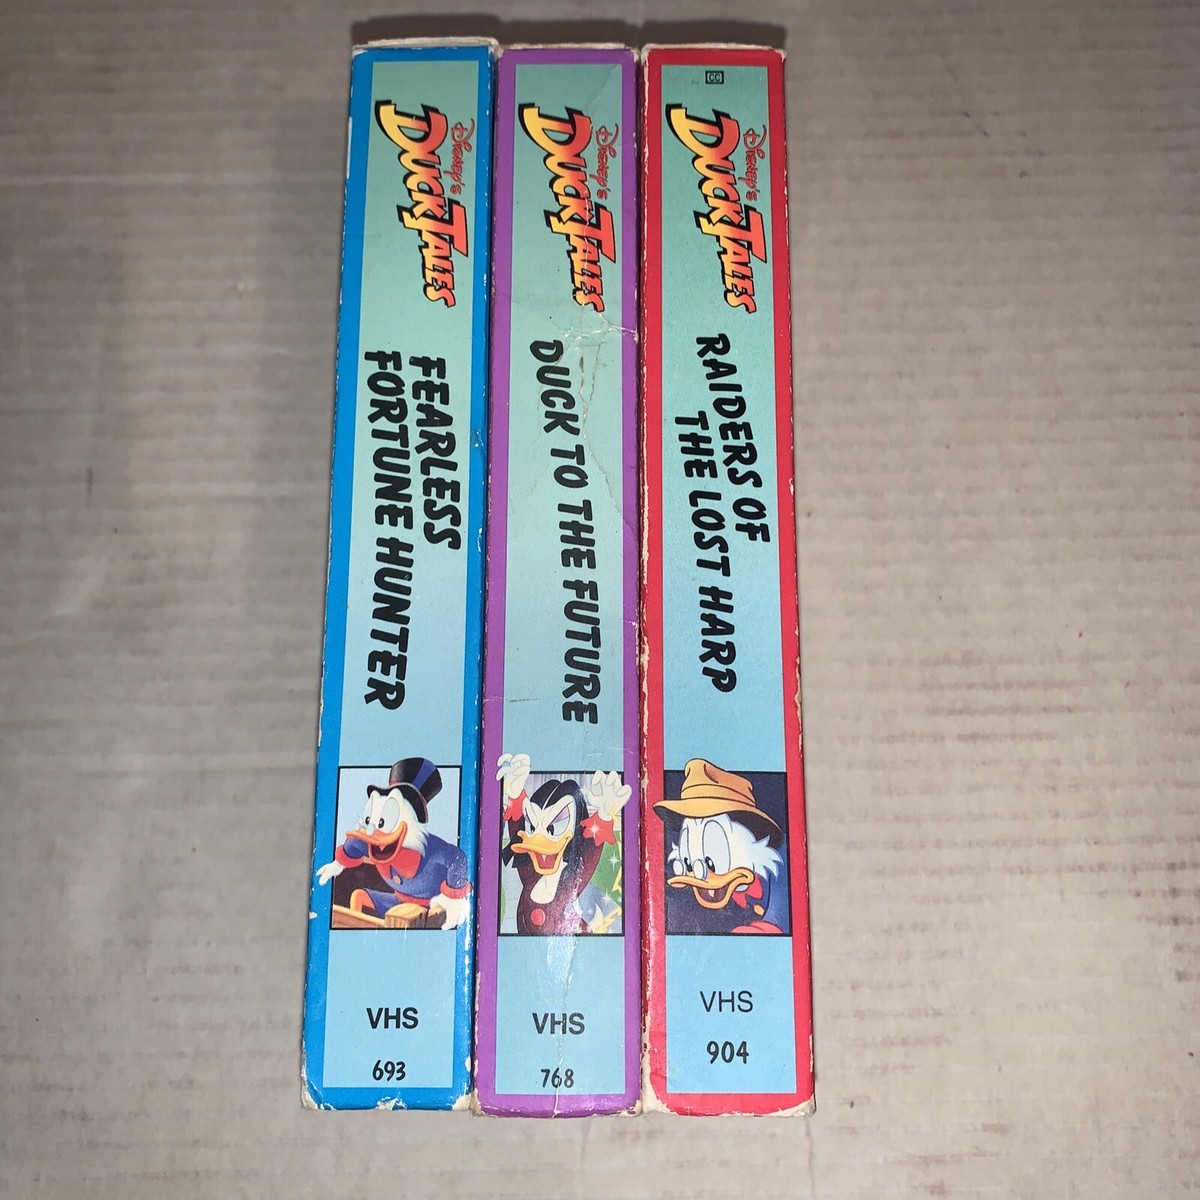 Disney's
DuckTales
FEARLESS
FORTUNE HUNTER
VHS
693
Disney's
DuckTales
DUCK TO THE FUTURE
VHS
768
CC
Disney's
DuckTales
RAIDERS OF
THE LOST HARP
VHS
904